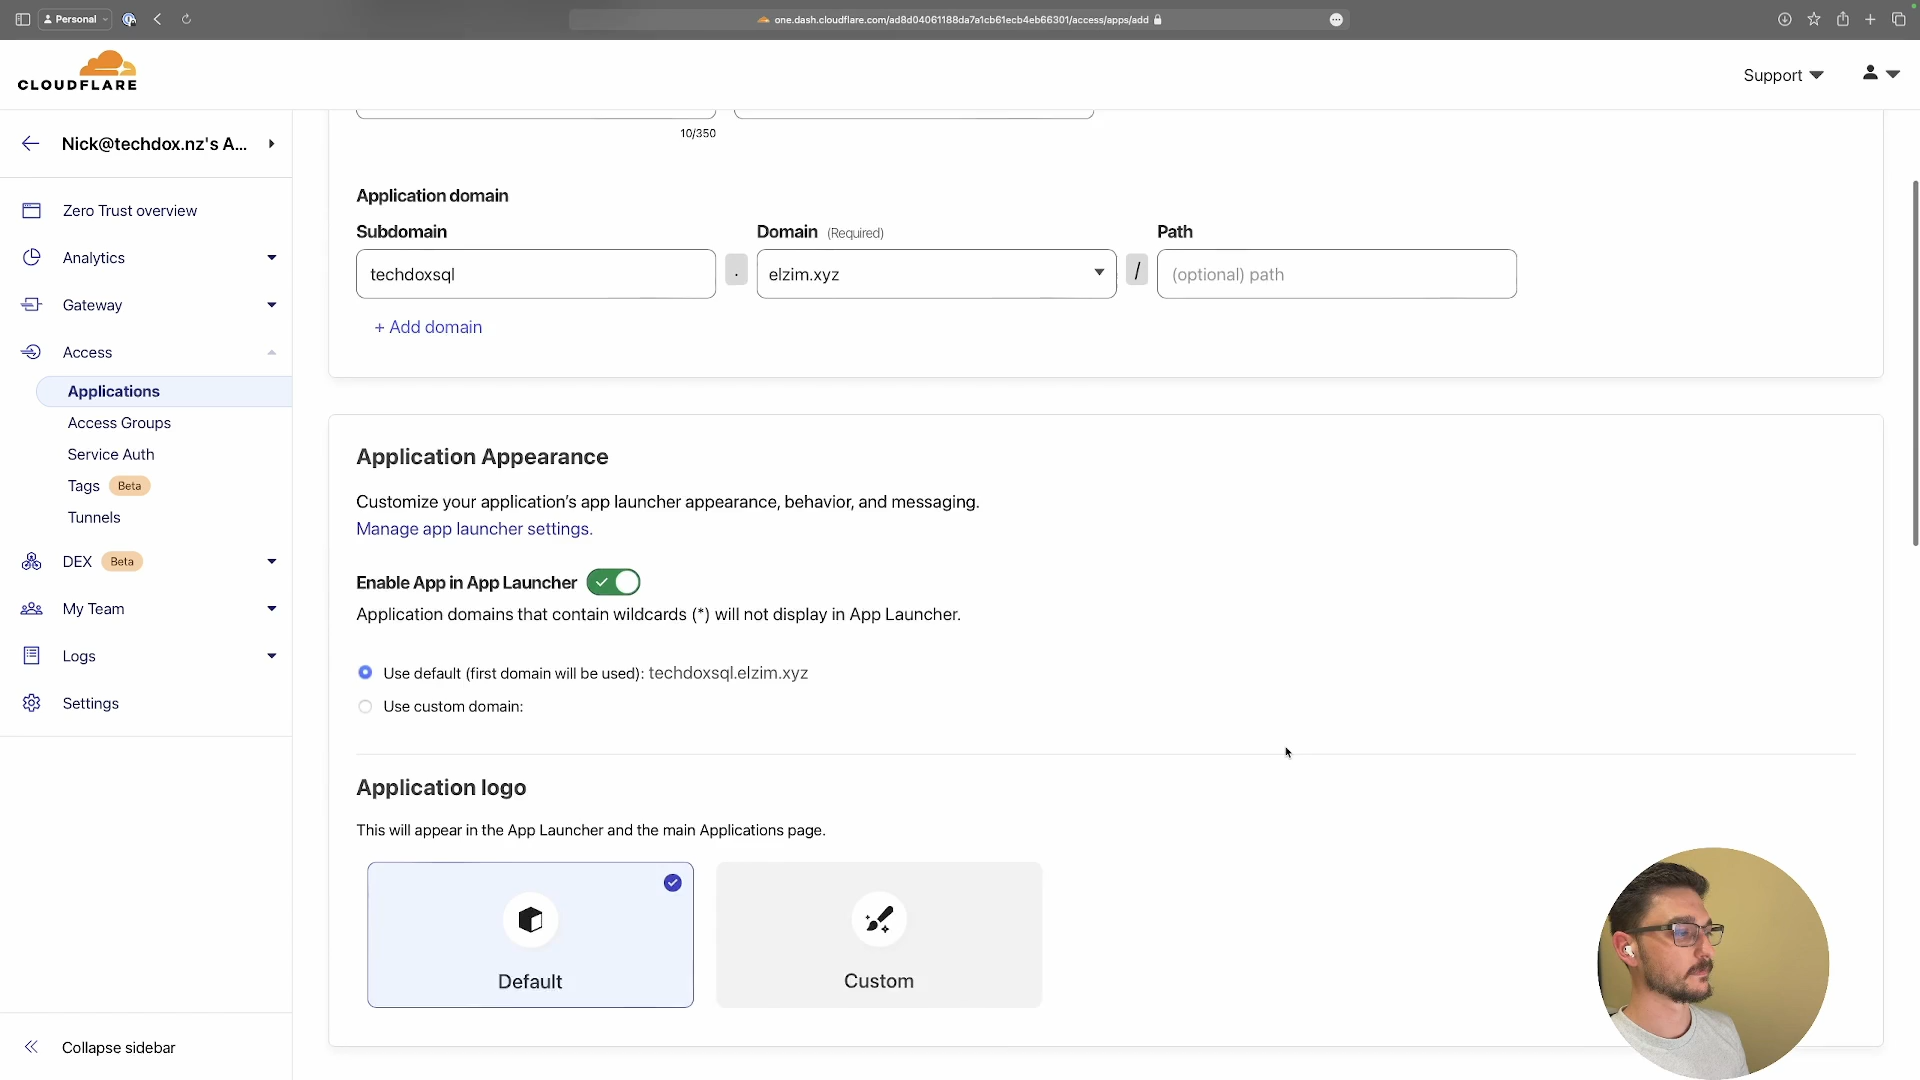 Personal
one.dash.cloudflare.com/ad8d04061188da7a1cb61ecb4eb66301/access/apps/add
CLOUDFLARE
Support
Nick@techdox.nz's A...
Zero Trust overview
Analytics
Gateway
Access
Applications
Access Groups
Service Auth
Tags Beta
Tunnels
DEX Beta
My Team
Logs
Settings
Collapse sidebar
10/350
Application domain
Subdomain
Domain (Required)
Path
techdoxsql . elzim.xyz / (optional) path
+ Add domain
Application Appearance
Customize your application's app launcher appearance, behavior, and messaging.
Manage app launcher settings.
Enable App in App Launcher
Application domains that contain wildcards (*) will not display in App Launcher.
Use default (first domain will be used): techdoxsql.elzim.xyz
Use custom domain:
Application logo
This will appear in the App Launcher and the main Applications page.
Default
Custom